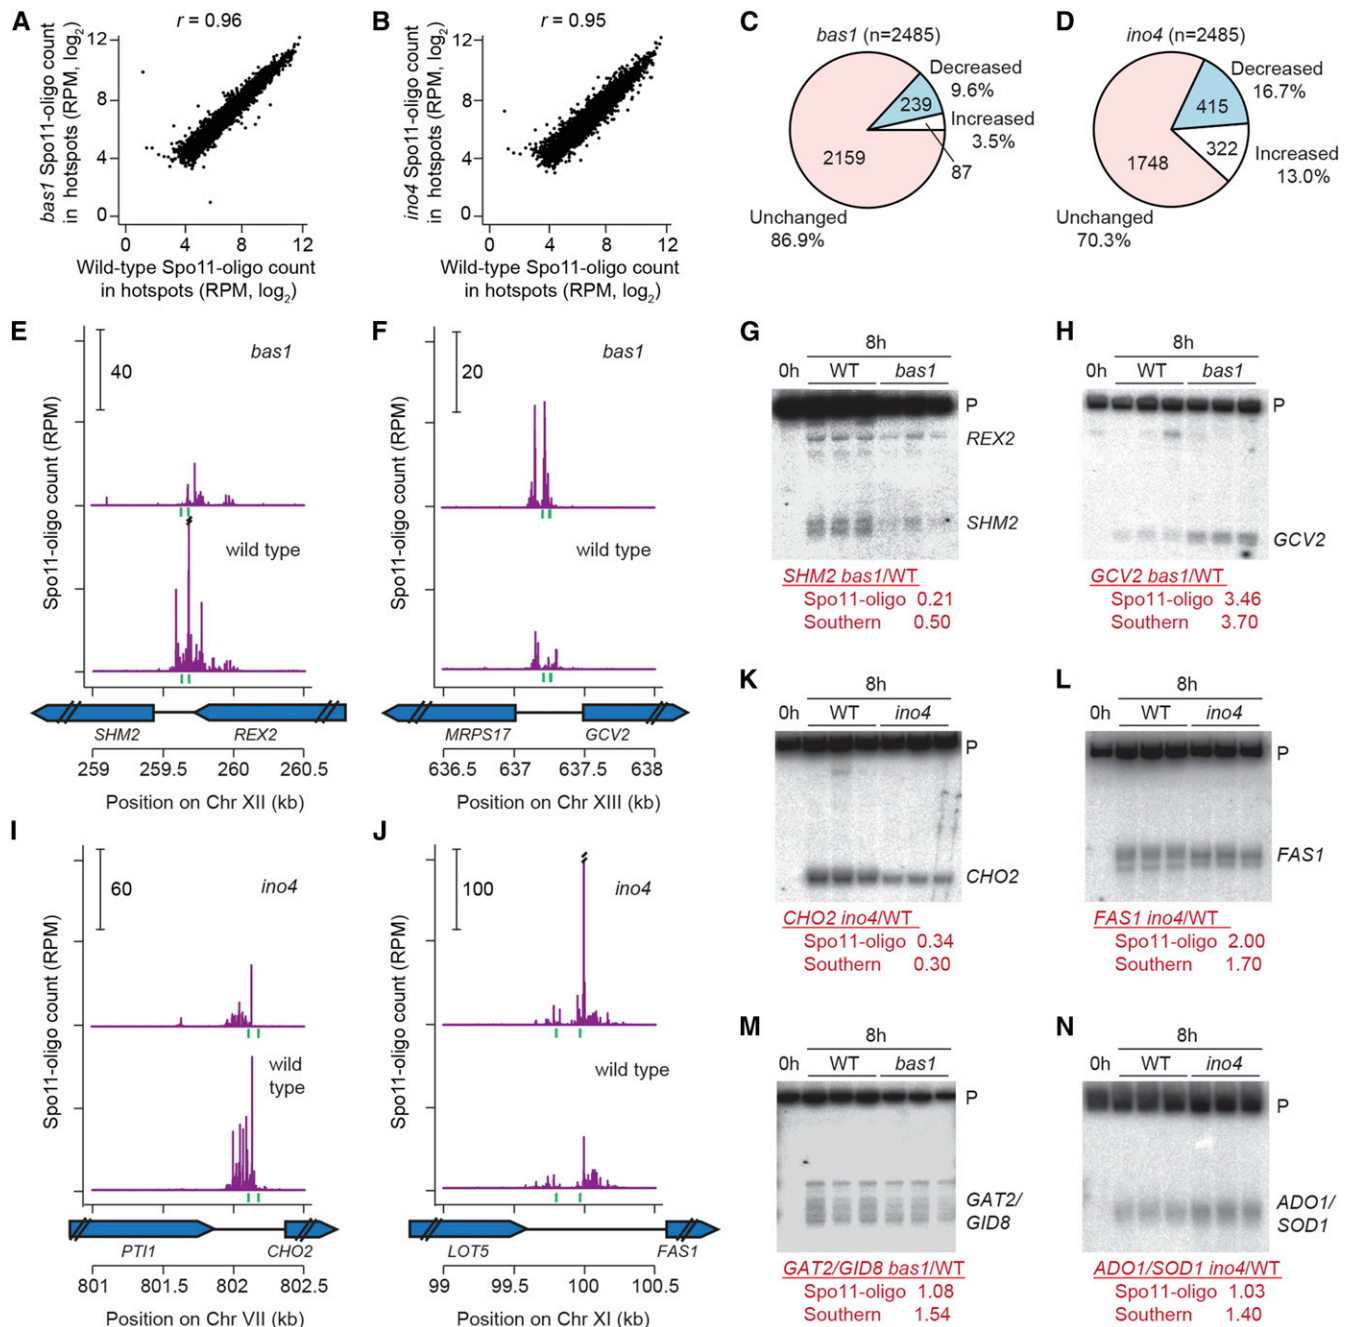 A
r = 0.96
bas1 Spo11-oligo count
in hotspots (RPM, log2)
12
8
4
0
0 4 8 12
Wild-type Spo11-oligo count
in hotspots (RPM, log2)
B
r = 0.95
ino4 Spo11-oligo count
in hotspots (RPM, log2)
12
8
4
0
0 4 8 12
Wild-type Spo11-oligo count
in hotspots (RPM, log2)
C
bas1 (n=2485)
Decreased
9.6%
239
Increased
3.5%
87
2159
Unchanged
86.9%
D
ino4 (n=2485)
Decreased
16.7%
415
322
Increased
13.0%
1748
Unchanged
70.3%
E
Spo11-oligo count (RPM)
40
bas1
wild type
SHM2 REX2
259 259.5 260 260.5
Position on Chr XII (kb)
F
Spo11-oligo count (RPM)
20
bas1
wild type
MRPS17 GCV2
636.5 637 637.5 638
Position on Chr XIII (kb)
G
8h
0h WT bas1
P
REX2
SHM2
SHM2 bas1/WT
Spo11-oligo 0.21
Southern 0.50
H
8h
0h WT bas1
P
GCV2
GCV2 bas1/WT
Spo11-oligo 3.46
Southern 3.70
I
Spo11-oligo count (RPM)
60
ino4
wild
type
PTI1 CHO2
801 801.5 802 802.5
Position on Chr VII (kb)
J
Spo11-oligo count (RPM)
100
ino4
wild type
LOT5 FAS1
99 99.5 100 100.5
Position on Chr XI (kb)
K
8h
0h WT ino4
P
CHO2
CHO2 ino4/WT
Spo11-oligo 0.34
Southern 0.30
L
8h
0h WT ino4
P
FAS1
FAS1 ino4/WT
Spo11-oligo 2.00
Southern 1.70
M
8h
0h WT bas1
P
GAT2/
GID8
GAT2/GID8 bas1/WT
Spo11-oligo 1.08
Southern 1.54
N
8h
0h WT ino4
P
ADO1/
SOD1
ADO1/SOD1 ino4/WT
Spo11-oligo 1.03
Southern 1.40